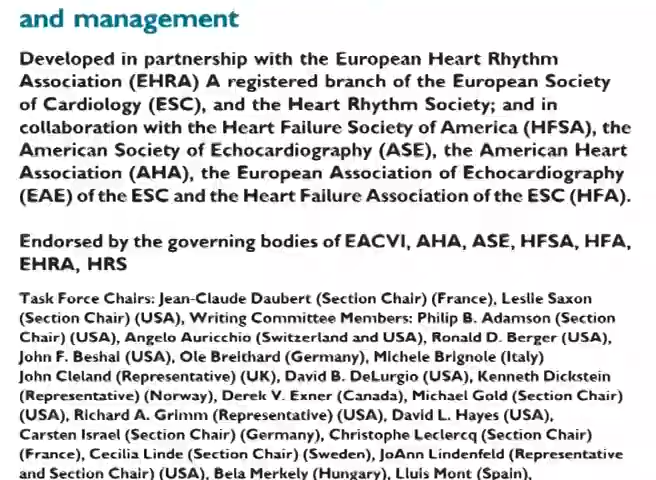 and management
Developed in partnership with the European Heart Rhythm
Association (EHRA) A registered branch of the European Society
of Cardiology (ESC), and the Heart Rhythm Society; and in
collaboration with the Heart Failure Society of America (HFSA), the
American Society of Echocardiography (ASE), the American Heart
Association (AHA), the European Association of Echocardiography
(EAE) of the ESC and the Heart Failure Association of the ESC (HFA).
Endorsed by the governing bodies of EACVI, AHA, ASE, HFSA, HFA,
EHRA, HRS
Task Force Chairs: Jean-Claude Daubert (Section Chair) (France), Leslie Saxon
(Section Chair) (USA), Writing Committee Members: Philip B. Adamson (Section
Chair) (USA), Angelo Auricchio (Switzerland and USA), Ronald D. Berger (USA),
John F. Beshai (USA), Ole Breithard (Germany), Michele Brignole (Italy)
John Cleland (Representative) (UK), David B. DeLurgio (USA), Kenneth Dickstein
(Representative) (Norway), Derek V. Exner (Canada), Michael Gold (Section Chair)
(USA), Richard A. Grimm (Representative) (USA), David L. Hayes (USA),
Carsten Israel (Section Chair) (Germany), Christophe Leclercq (Section Chair)
(France), Cecilia Linde (Section Chair) (Sweden), JoAnn Lindenfeld (Representative
and Section Chair) (USA), Bela Merkely (Hungary), Lluis Mont (Spain),